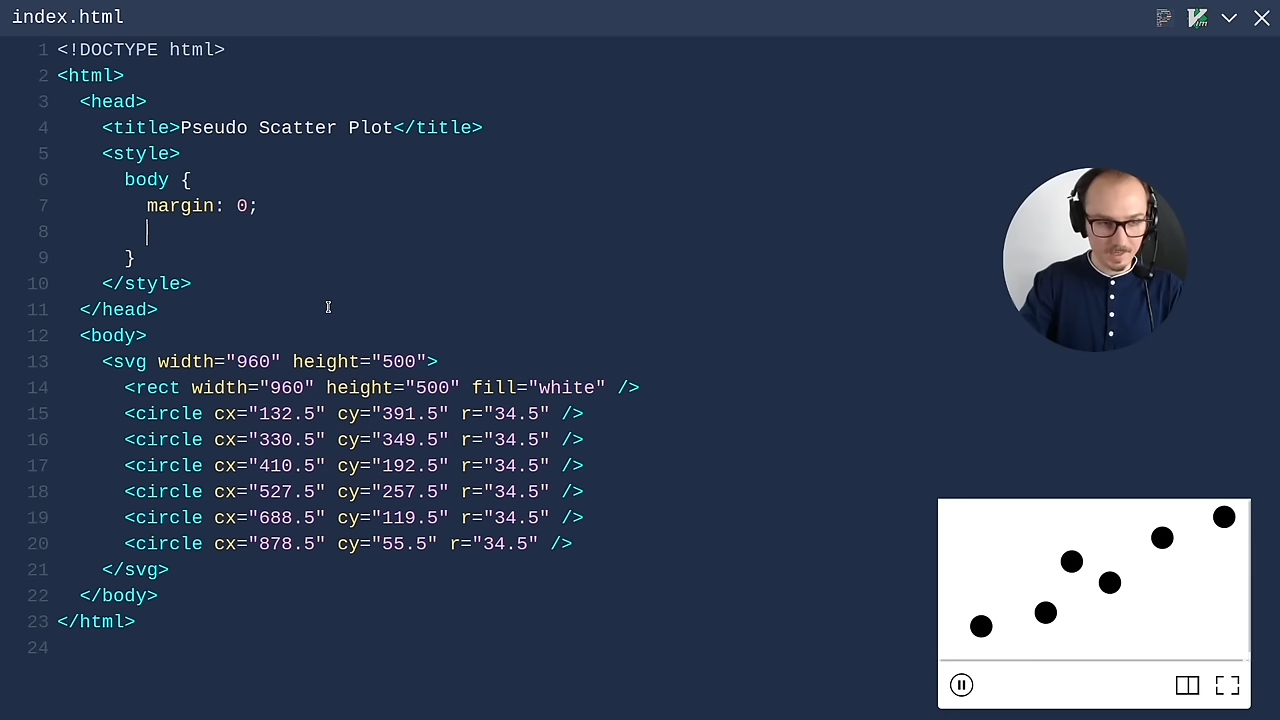 index.html
1 <!DOCTYPE html>
2 <html>
3 <head>
4 <title>Pseudo Scatter Plot</title>
5 <style>
6 body {
7 margin: 0;
8
9 }
10 </style>
11 </head>
12 <body>
13 <svg width="960" height="500">
14 <rect width="960" height="500" fill="white" />
15 <circle cx="132.5" cy="391.5" r="34.5" />
16 <circle cx="330.5" cy="349.5" r="34.5" />
17 <circle cx="410.5" cy="192.5" r="34.5" />
18 <circle cx="527.5" cy="257.5" r="34.5" />
19 <circle cx="688.5" cy="119.5" r="34.5" />
20 <circle cx="878.5" cy="55.5" r="34.5" />
21 </svg>
22 </body>
23 </html>
24